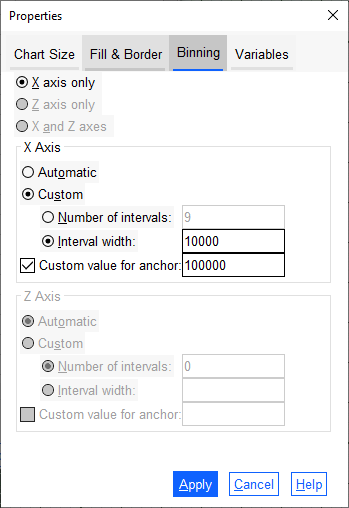 Properties
Chart Size Fill & Border Binning Variables
X axis only
Z axis only
X and Z axes
X Axis
Automatic
Custom
Number of intervals: 9
Interval width: 10000
Custom value for anchor: 100000
Z Axis
Automatic
Custom
Number of intervals: 0
Interval width:
Custom value for anchor:
Apply Cancel Help